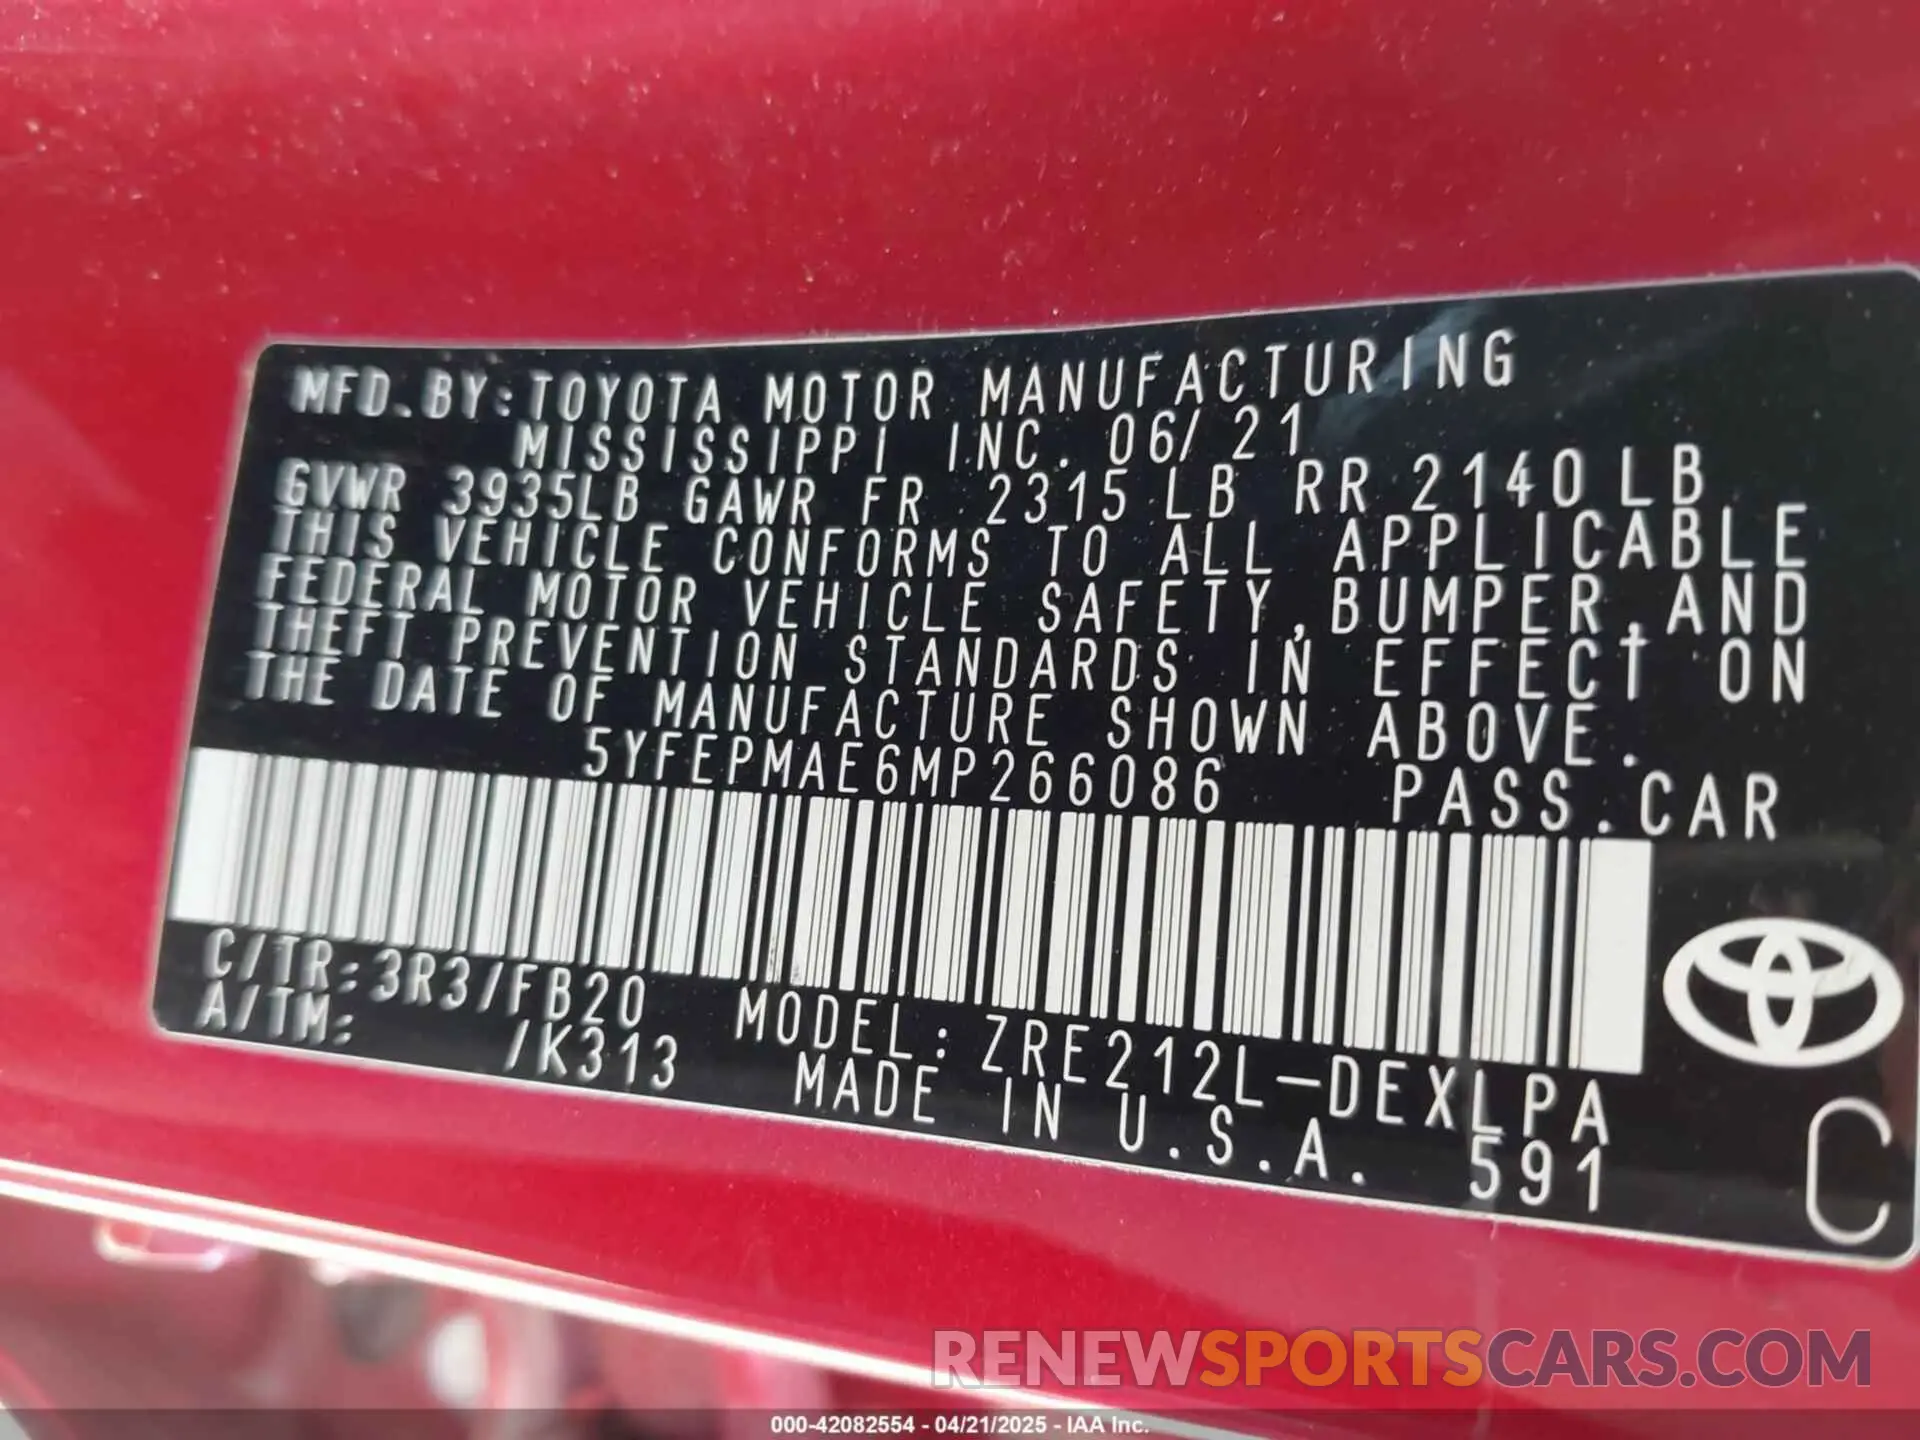 MFD.BY:TOYOTA MOTOR MANUFACTURING
MISSISSIPPI INC. 06/21
GVWR 3935LB GAWR FR 2315LB RR 2140LB
THIS VEHICLE CONFORMS TO ALL APPLICABLE
FEDERAL MOTOR VEHICLE SAFETY,BUMPER,AND
THEFT PREVENTION STANDARDS IN EFFECT ON
THE DATE OF MANUFACTURE SHOWN ABOVE.
5YFEPMAE6MP266086 PASS.CAR
C/TR:3R3/FB20 MODEL:ZRE212L-DEXLPA
A/TM: /K313 MADE IN U.S.A. 591
C
RENEWSPORTSCARS.COM
000-42082554 - 04/21/2025 - IAA Inc.